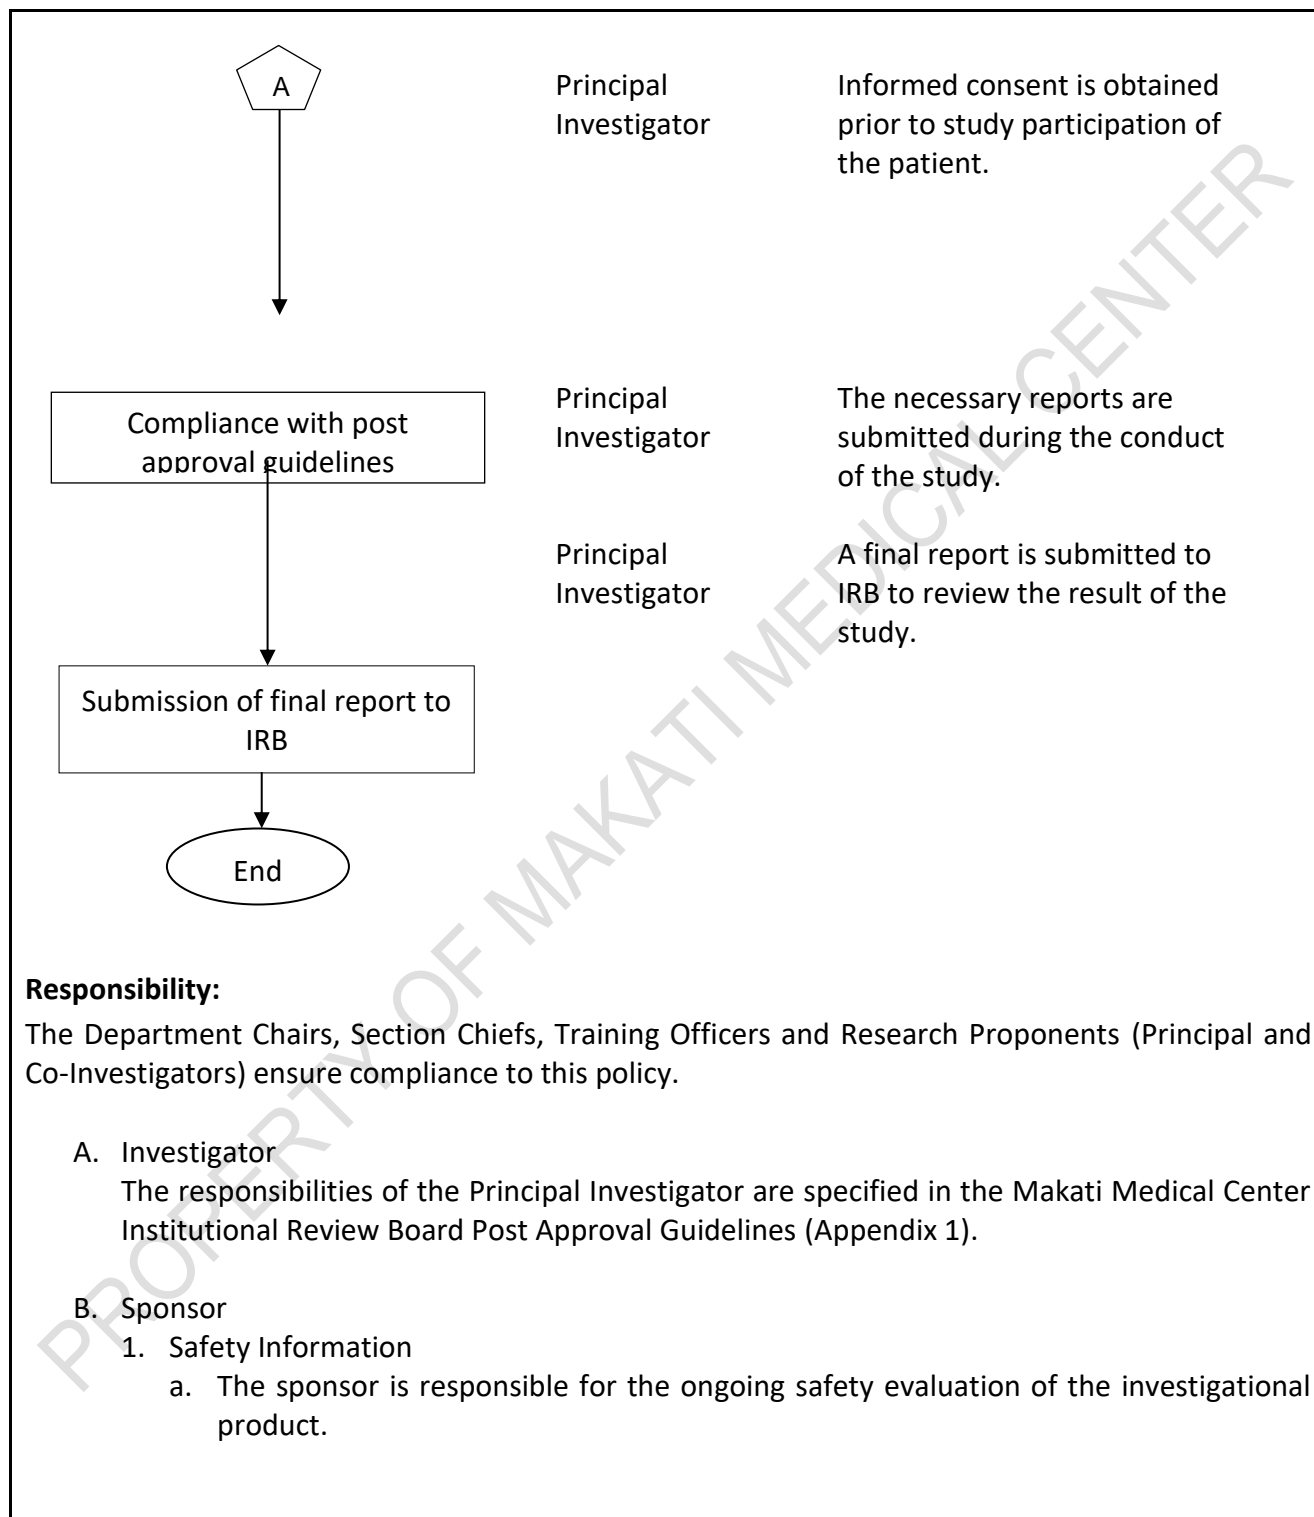 A
Principal
Investigator
Informed consent is obtained
prior to study participation of
the patient.
Compliance with post
approval guidelines
Principal
Investigator
The necessary reports are
submitted during the conduct
of the study.
Principal
Investigator
A final report is submitted to
IRB to review the result of the
study.
Submission of final report to
IRB
End
Responsibility:
The Department Chairs, Section Chiefs, Training Officers and Research Proponents (Principal and
Co-Investigators) ensure compliance to this policy.
A. Investigator
The responsibilities of the Principal Investigator are specified in the Makati Medical Center
Institutional Review Board Post Approval Guidelines (Appendix 1).
B. Sponsor
1. Safety Information
a. The sponsor is responsible for the ongoing safety evaluation of the investigational
product.
PROPERTY OF MAKATI MEDICAL CENTER